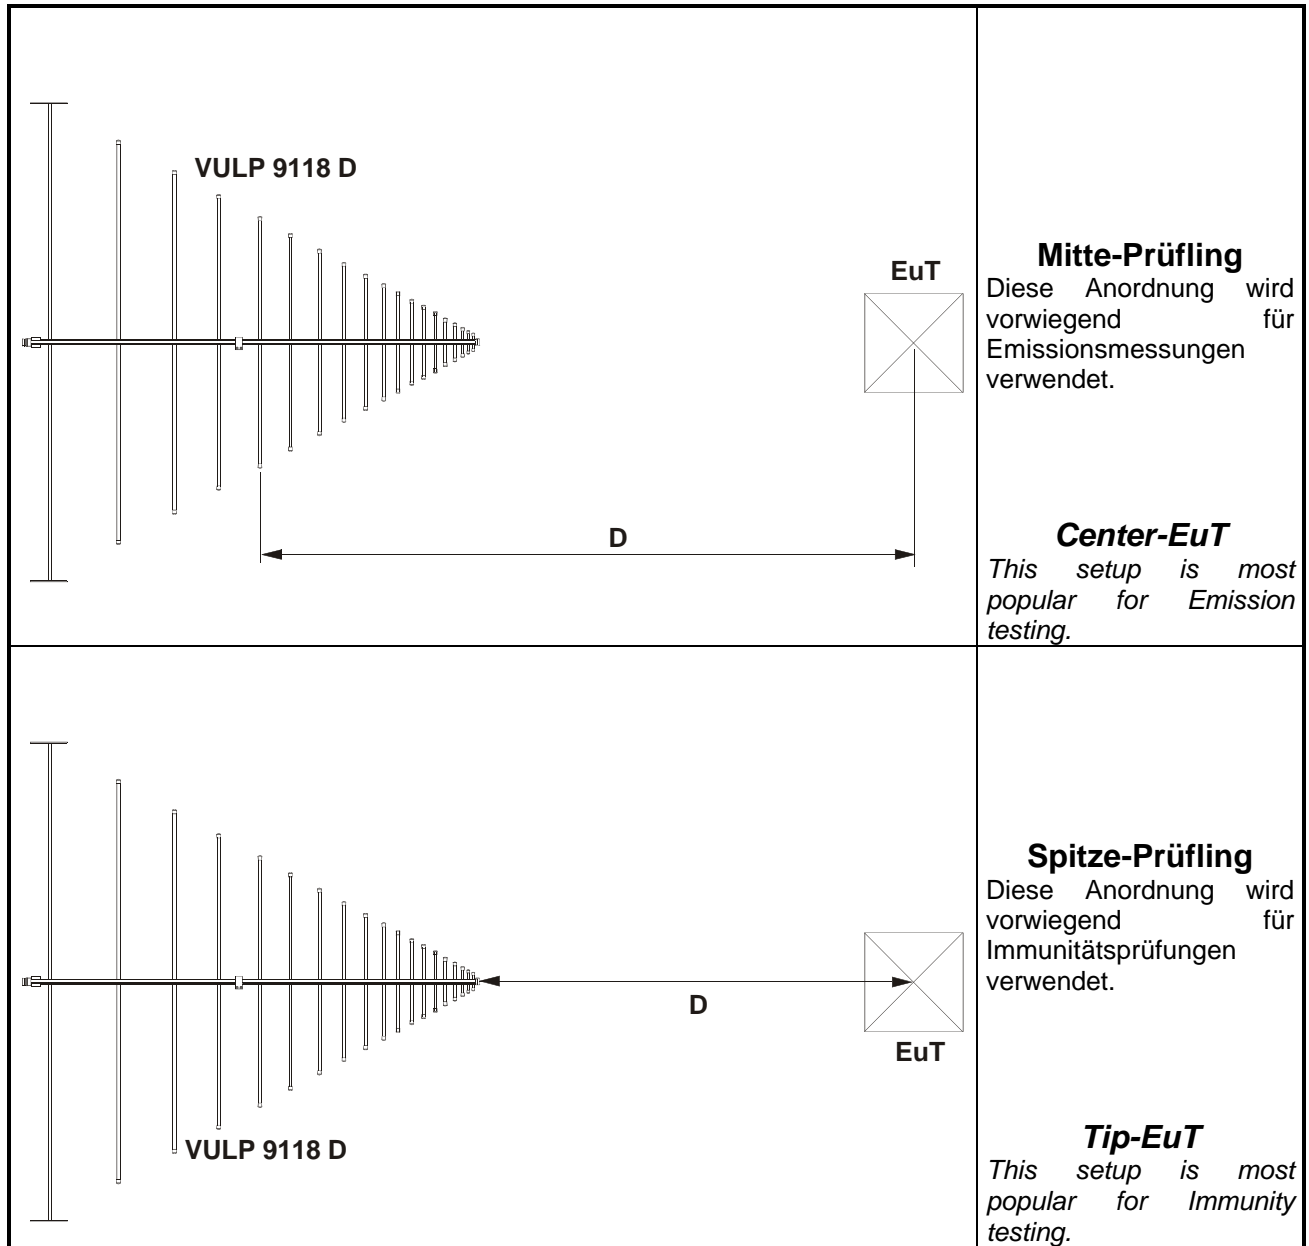 VULP 9118 D
EuT
D
Mitte-Prüfling
Diese Anordnung wird
vorwiegend für
Emissionsmessungen
verwendet.
Center-EuT
This setup is most
popular for Emission
testing.
VULP 9118 D
D
EuT
Spitze-Prüfling
Diese Anordnung wird
vorwiegend für
Immunitätsprüfungen
verwendet.
Tip-EuT
This setup is most
popular for Immunity
testing.